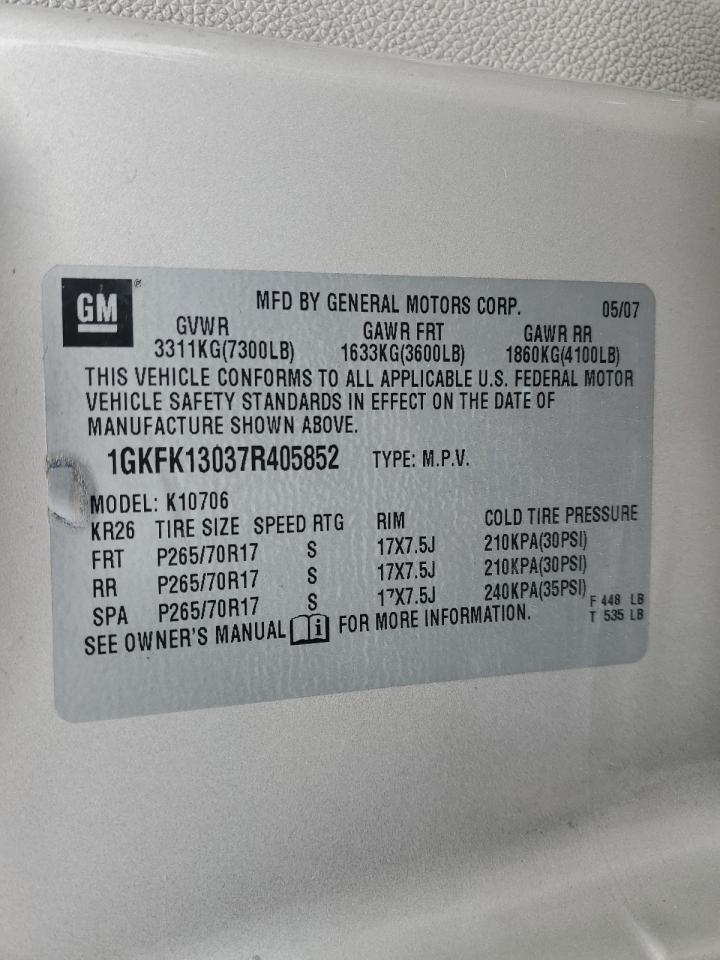 GM®
MFD BY GENERAL MOTORS CORP. 05/07
GVWR GAWR FRT GAWR RR
3311KG(7300LB) 1633KG(3600LB) 1860KG(4100LB)
THIS VEHICLE CONFORMS TO ALL APPLICABLE U.S. FEDERAL MOTOR
VEHICLE SAFETY STANDARDS IN EFFECT ON THE DATE OF
MANUFACTURE SHOWN ABOVE.
1GKFK13037R405852 TYPE: M.P.V.
MODEL: K10706
KR26 TIRE SIZE SPEED RTG RIM COLD TIRE PRESSURE
FRT P265/70R17 S 17X7.5J 210KPA(30PSI)
RR P265/70R17 S 17X7.5J 210KPA(30PSI)
SPA P265/70R17 S 17X7.5J 240KPA(35PSI)
F 448 LB
T 535 LB
SEE OWNER'S MANUAL i FOR MORE INFORMATION.